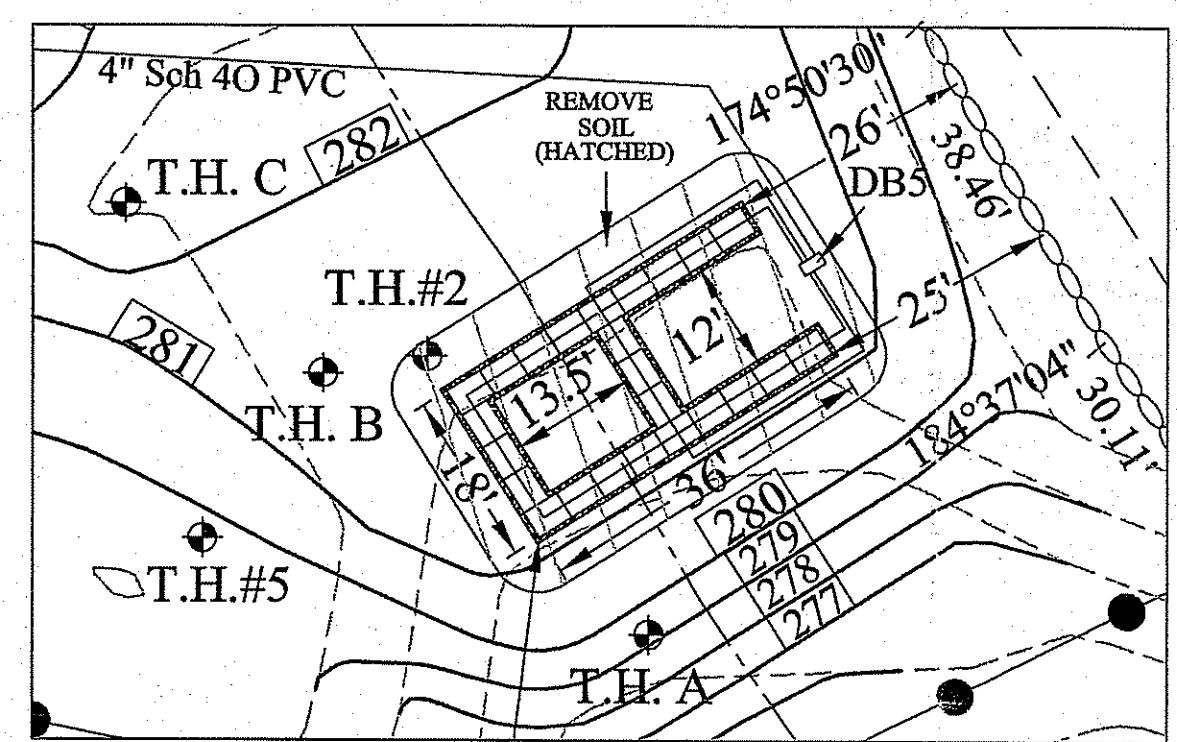 4" Sch 4O PVC
REMOVE
SOIL
(HATCHED)
174°50'30"
26'
38.46'
DB5
T.H. C
282
T.H.#2
25'
281
12'
13.5'
T.H. B
18'
36'
184°37'04"
30.11'
280
279
278
277
T.H.#5
T.H. A